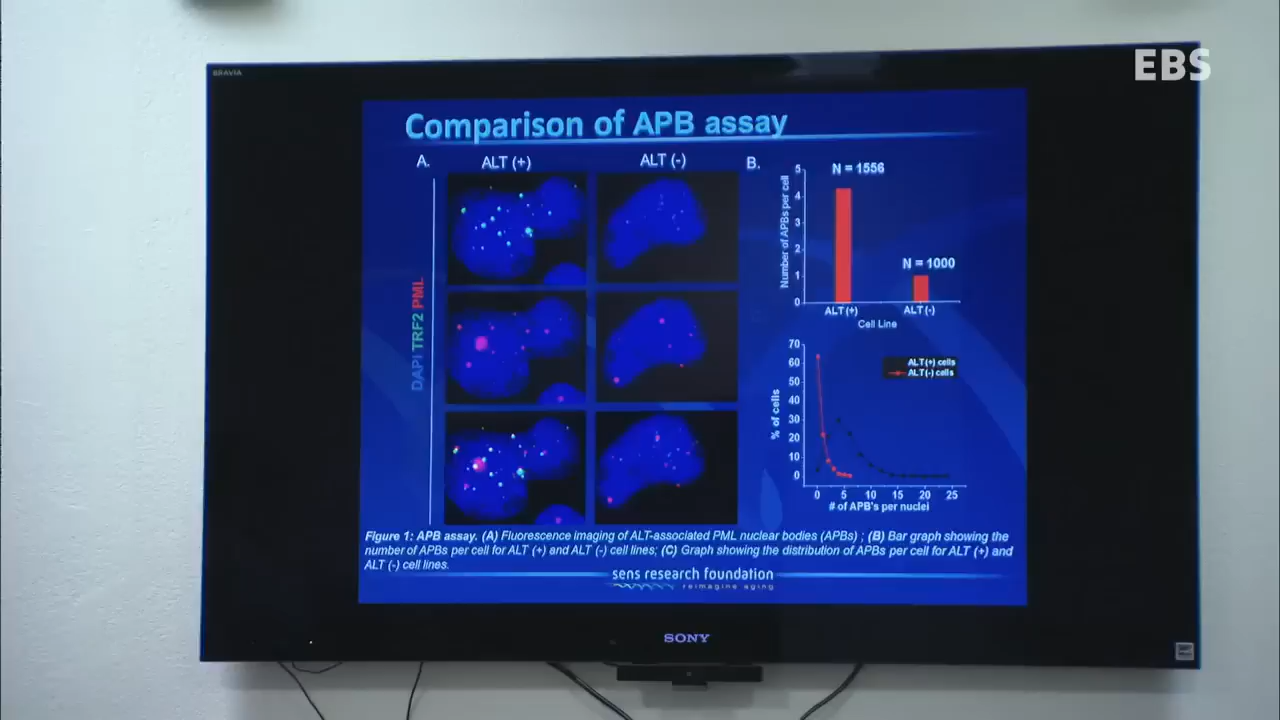 BRAVIA
EBS
Comparison of APB assay
A.
ALT (+)
ALT (-)
B.
DAPI TRF2 PML
Number of APBs per cell
5
4
3
2
1
0
N = 1556
N = 1000
ALT (+)
ALT (-)
Cell Line
% of cells
70
60
50
40
30
20
10
0
ALT(+) cells
ALT(-) cells
0 5 10 15 20 25
# of APB's per nuclei
Figure 1: APB assay. (A) Fluorescence imaging of ALT-associated PML nuclear bodies (APBs) ; (B) Bar graph showing the
number of APBs per cell for ALT (+) and ALT (-) cell lines; (C) Graph showing the distribution of APBs per cell for ALT (+) and
ALT (-) cell lines.
sens research foundation
reimagine aging
SONY